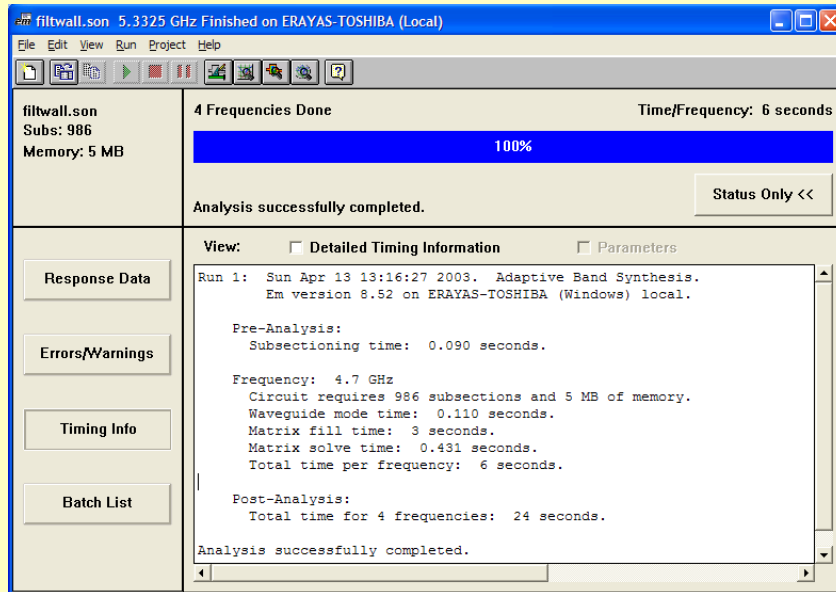 em filtwall.son 5.3325 GHz Finished on ERAYAS-TOSHIBA (Local)
File Edit View Run Project Help
filtwall.son
Subs: 986
Memory: 5 MB
4 Frequencies Done
Time/Frequency: 6 seconds
100%
Analysis successfully completed.
Status Only <<
View:
Detailed Timing Information
Parameters
Response Data
Errors/Warnings
Timing Info
Batch List
Run 1: Sun Apr 13 13:16:27 2003. Adaptive Band Synthesis.
Em version 8.52 on ERAYAS-TOSHIBA (Windows) local.
Pre-Analysis:
Subsectioning time: 0.090 seconds.
Frequency: 4.7 GHz
Circuit requires 986 subsections and 5 MB of memory.
Waveguide mode time: 0.110 seconds.
Matrix fill time: 3 seconds.
Matrix solve time: 0.431 seconds.
Total time per frequency: 6 seconds.
Post-Analysis:
Total time for 4 frequencies: 24 seconds.
Analysis successfully completed.